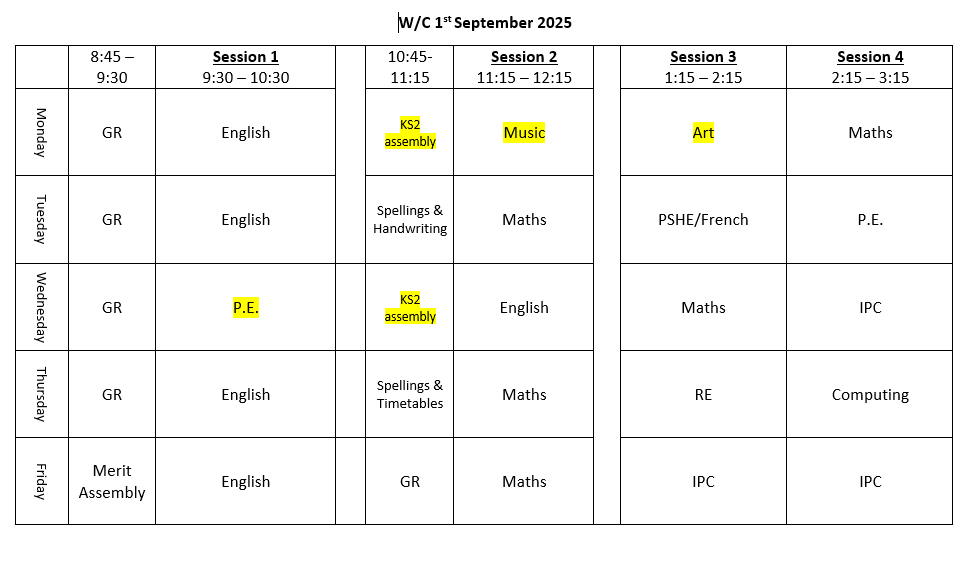 W/C 1st September 2025
8:45 –
9:30
Session 1
9:30 – 10:30
10:45-
11:15
Session 2
11:15 – 12:15
Session 3
1:15 – 2:15
Session 4
2:15 – 3:15
Monday
GR
English
KS2
assembly
Music
Art
Maths
Tuesday
GR
English
Spellings &
Handwriting
Maths
PSHE/French
P.E.
Wednesday
GR
P.E.
KS2
assembly
English
Maths
IPC
Thursday
GR
English
Spellings &
Timetables
Maths
RE
Computing
Friday
Merit
Assembly
English
GR
Maths
IPC
IPC